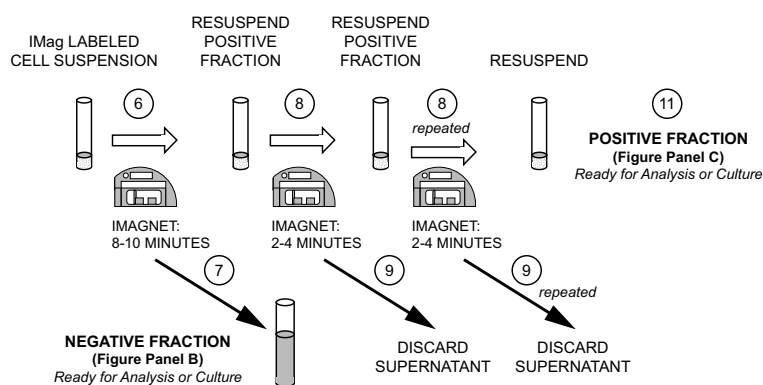 IMag LABELED
CELL SUSPENSION
RESUSPEND
POSITIVE
FRACTION
RESUSPEND
POSITIVE
FRACTION
RESUSPEND
6
8
8
repeated
11
POSITIVE FRACTION
(Figure Panel C)
Ready for Analysis or Culture
IMAGNET:
8-10 MINUTES
IMAGNET:
2-4 MINUTES
IMAGNET:
2-4 MINUTES
7
9
9
repeated
NEGATIVE FRACTION
(Figure Panel B)
Ready for Analysis or Culture
DISCARD
SUPERNATANT
DISCARD
SUPERNATANT